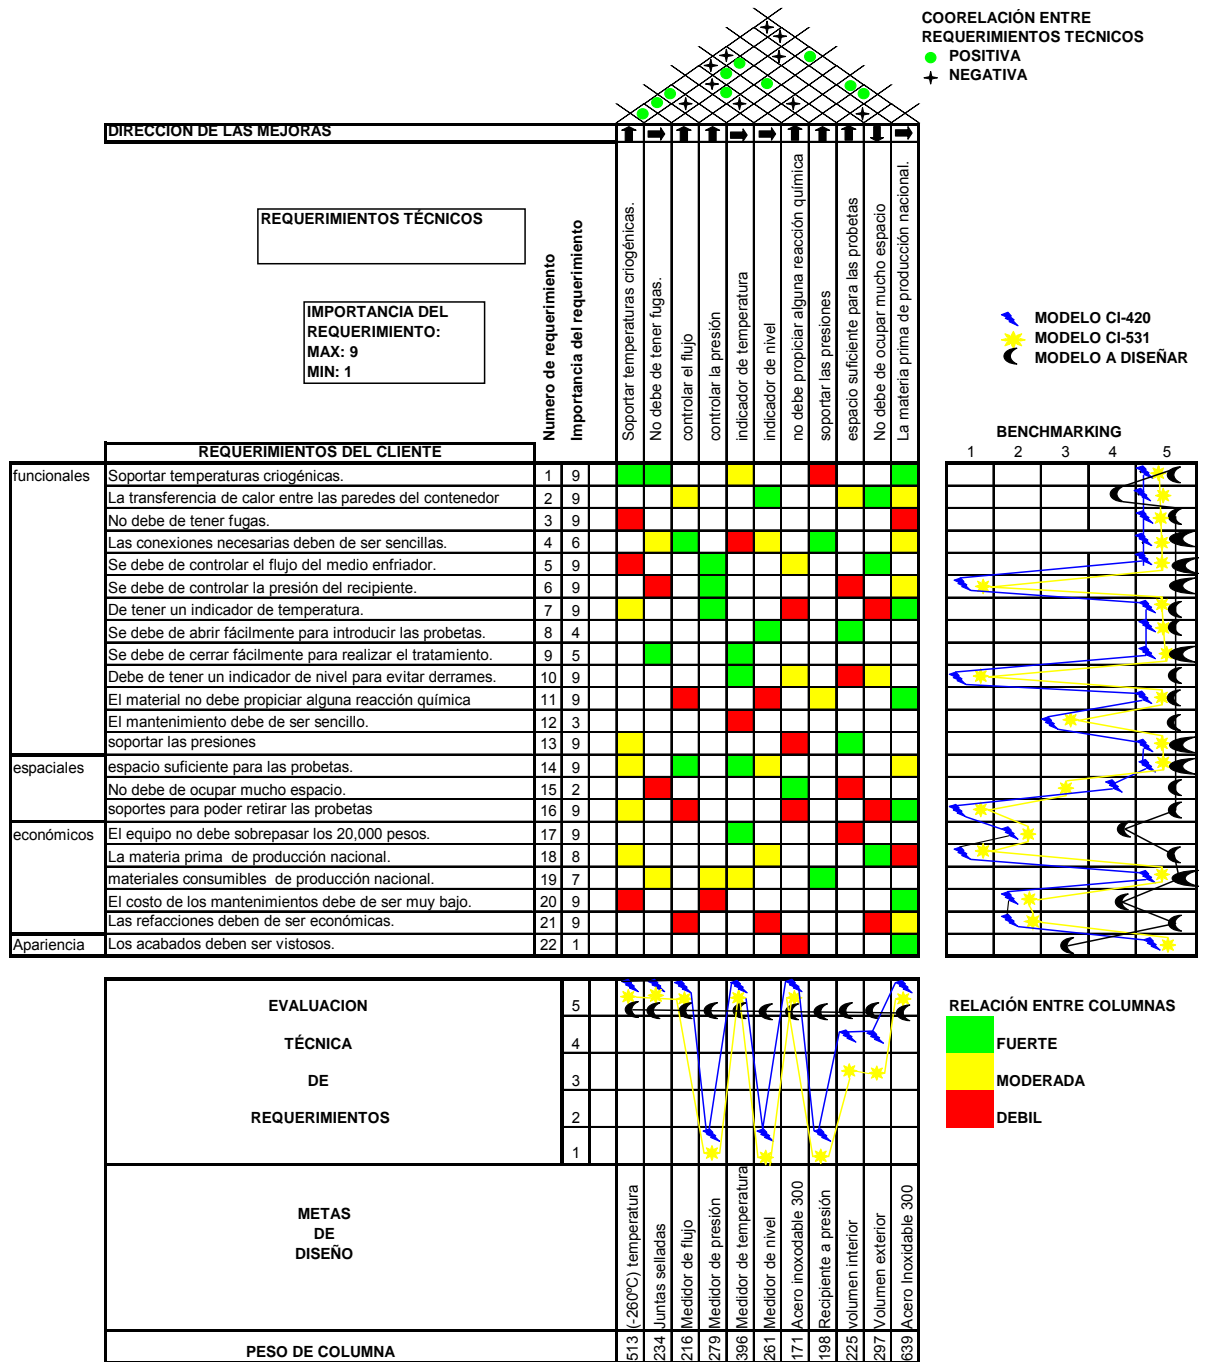 COORELACIÓN ENTRE
REQUERIMIENTOS TECNICOS
POSITIVA
NEGATIVA
DIRECCION DE LAS MEJORAS
REQUERIMIENTOS TÉCNICOS
IMPORTANCIA DEL
REQUERIMIENTO:
MAX: 9
MIN: 1
Numero de requerimiento
Importancia del requerimiento
Soportar temperaturas criogénicas.
No debe de tener fugas.
controlar el flujo
controlar la presión
indicador de temperatura
indicador de nivel
no debe propiciar alguna reacción química
soportar las presiones
espacio suficiente para las probetas
No debe de ocupar mucho espacio
La materia prima de producción nacional.
MODELO CI-420
MODELO CI-531
MODELO A DISEÑAR
REQUERIMIENTOS DEL CLIENTE
BENCHMARKING
1 2 3 4 5
funcionales Soportar temperaturas criogénicas. 1 9
La transferencia de calor entre las paredes del contenedor 2 9
No debe de tener fugas. 3 9
Las conexiones necesarias deben de ser sencillas. 4 6
Se debe de controlar el flujo del medio enfriador. 5 9
Se debe de controlar la presión del recipiente. 6 9
De tener un indicador de temperatura. 7 9
Se debe de abrir fácilmente para introducir las probetas. 8 4
Se debe de cerrar fácilmente para realizar el tratamiento. 9 5
Debe de tener un indicador de nivel para evitar derrames. 10 9
El material no debe propiciar alguna reacción química 11 9
El mantenimiento debe de ser sencillo. 12 3
soportar las presiones 13 9
espaciales espacio suficiente para las probetas. 14 9
No debe de ocupar mucho espacio. 15 2
soportes para poder retirar las probetas 16 9
económicos El equipo no debe sobrepasar los 20,000 pesos. 17 9
La materia prima de producción nacional. 18 8
materiales consumibles de producción nacional. 19 7
El costo de los mantenimientos debe de ser muy bajo. 20 9
Las refacciones deben de ser económicas. 21 9
Apariencia Los acabados deben ser vistosos. 22 1
EVALUACION
TÉCNICA
DE
REQUERIMIENTOS
5
4
3
2
1
RELACIÓN ENTRE COLUMNAS
FUERTE
MODERADA
DEBIL
METAS
DE
DISEÑO
(-260ºC) temperatura
Juntas selladas
Medidor de flujo
Medidor de presión
Medidor de temperatura
Medidor de nivel
Acero inoxodable 300
Recipiente a presión
volumen interior
Volumen exterior
Acero Inoxidable 300
PESO DE COLUMNA
513 234 216 279 396 261 171 198 225 297 639